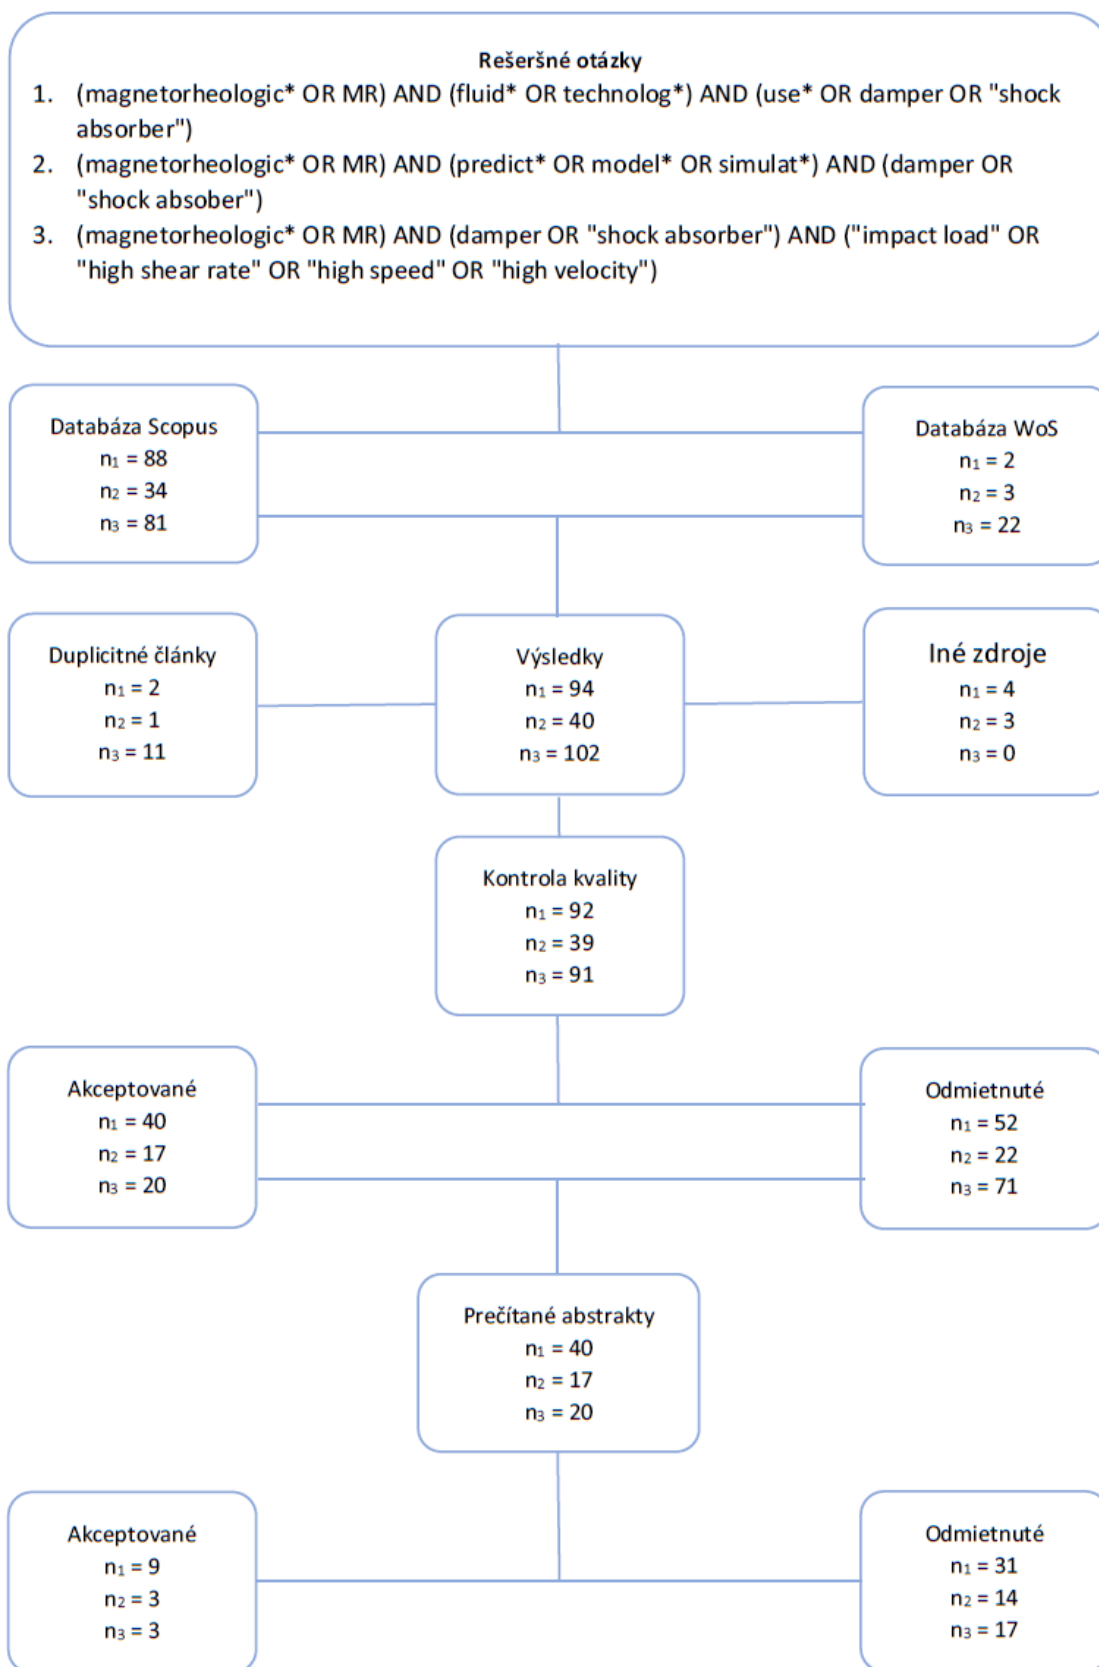 Rešeršné otázky
1. (magnetorheologic* OR MR) AND (fluid* OR technolog*) AND (use* OR damper OR "shock
absorber")
2. (magnetorheologic* OR MR) AND (predict* OR model* OR simulat*) AND (damper OR
"shock absober")
3. (magnetorheologic* OR MR) AND (damper OR "shock absorber") AND ("impact load" OR
"high shear rate" OR "high speed" OR "high velocity")
Databáza Scopus
n₁ = 88
n₂ = 34
n₃ = 81
Databáza WoS
n₁ = 2
n₂ = 3
n₃ = 22
Duplicitné články
n₁ = 2
n₂ = 1
n₃ = 11
Výsledky
n₁ = 94
n₂ = 40
n₃ = 102
Iné zdroje
n₁ = 4
n₂ = 3
n₃ = 0
Kontrola kvality
n₁ = 92
n₂ = 39
n₃ = 91
Akceptované
n₁ = 40
n₂ = 17
n₃ = 20
Odmietnuté
n₁ = 52
n₂ = 22
n₃ = 71
Prečítané abstrakty
n₁ = 40
n₂ = 17
n₃ = 20
Akceptované
n₁ = 9
n₂ = 3
n₃ = 3
Odmietnuté
n₁ = 31
n₂ = 14
n₃ = 17